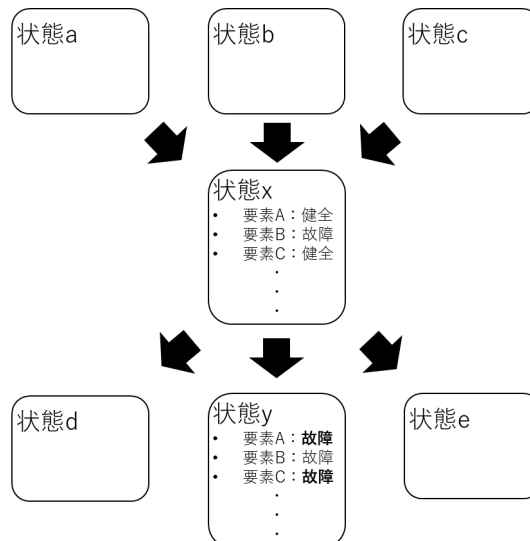 状態a
状態b
状態c
状態x
• 要素A：健全
• 要素B：故障
• 要素C：健全
・
・
・
状態d
状態y
• 要素A：故障
• 要素B：故障
• 要素C：故障
・
・
・
状態e